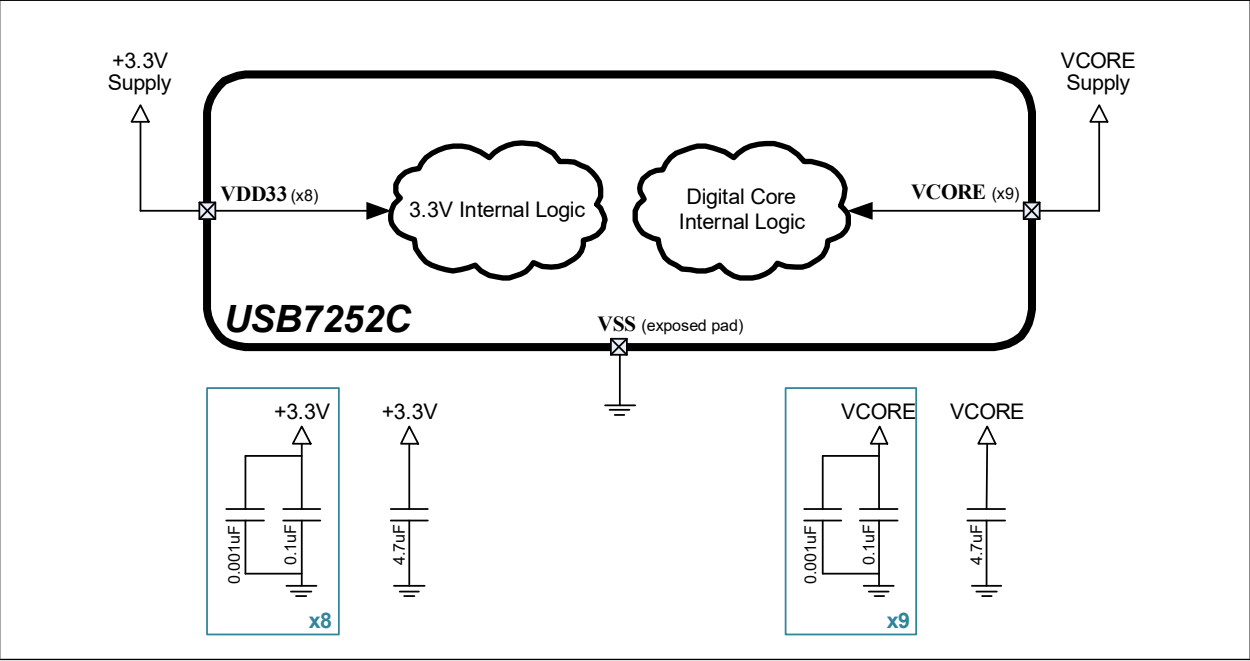 +3.3V
Supply
VCORE
Supply
VDD33 (x8)
3.3V Internal Logic
Digital Core
Internal Logic
VCORE (x9)
USB7252C
VSS (exposed pad)
+3.3V
0.001uF
0.1uF
x8
+3.3V
4.7uF
VCORE
0.001uF
0.1uF
x9
VCORE
4.7uF